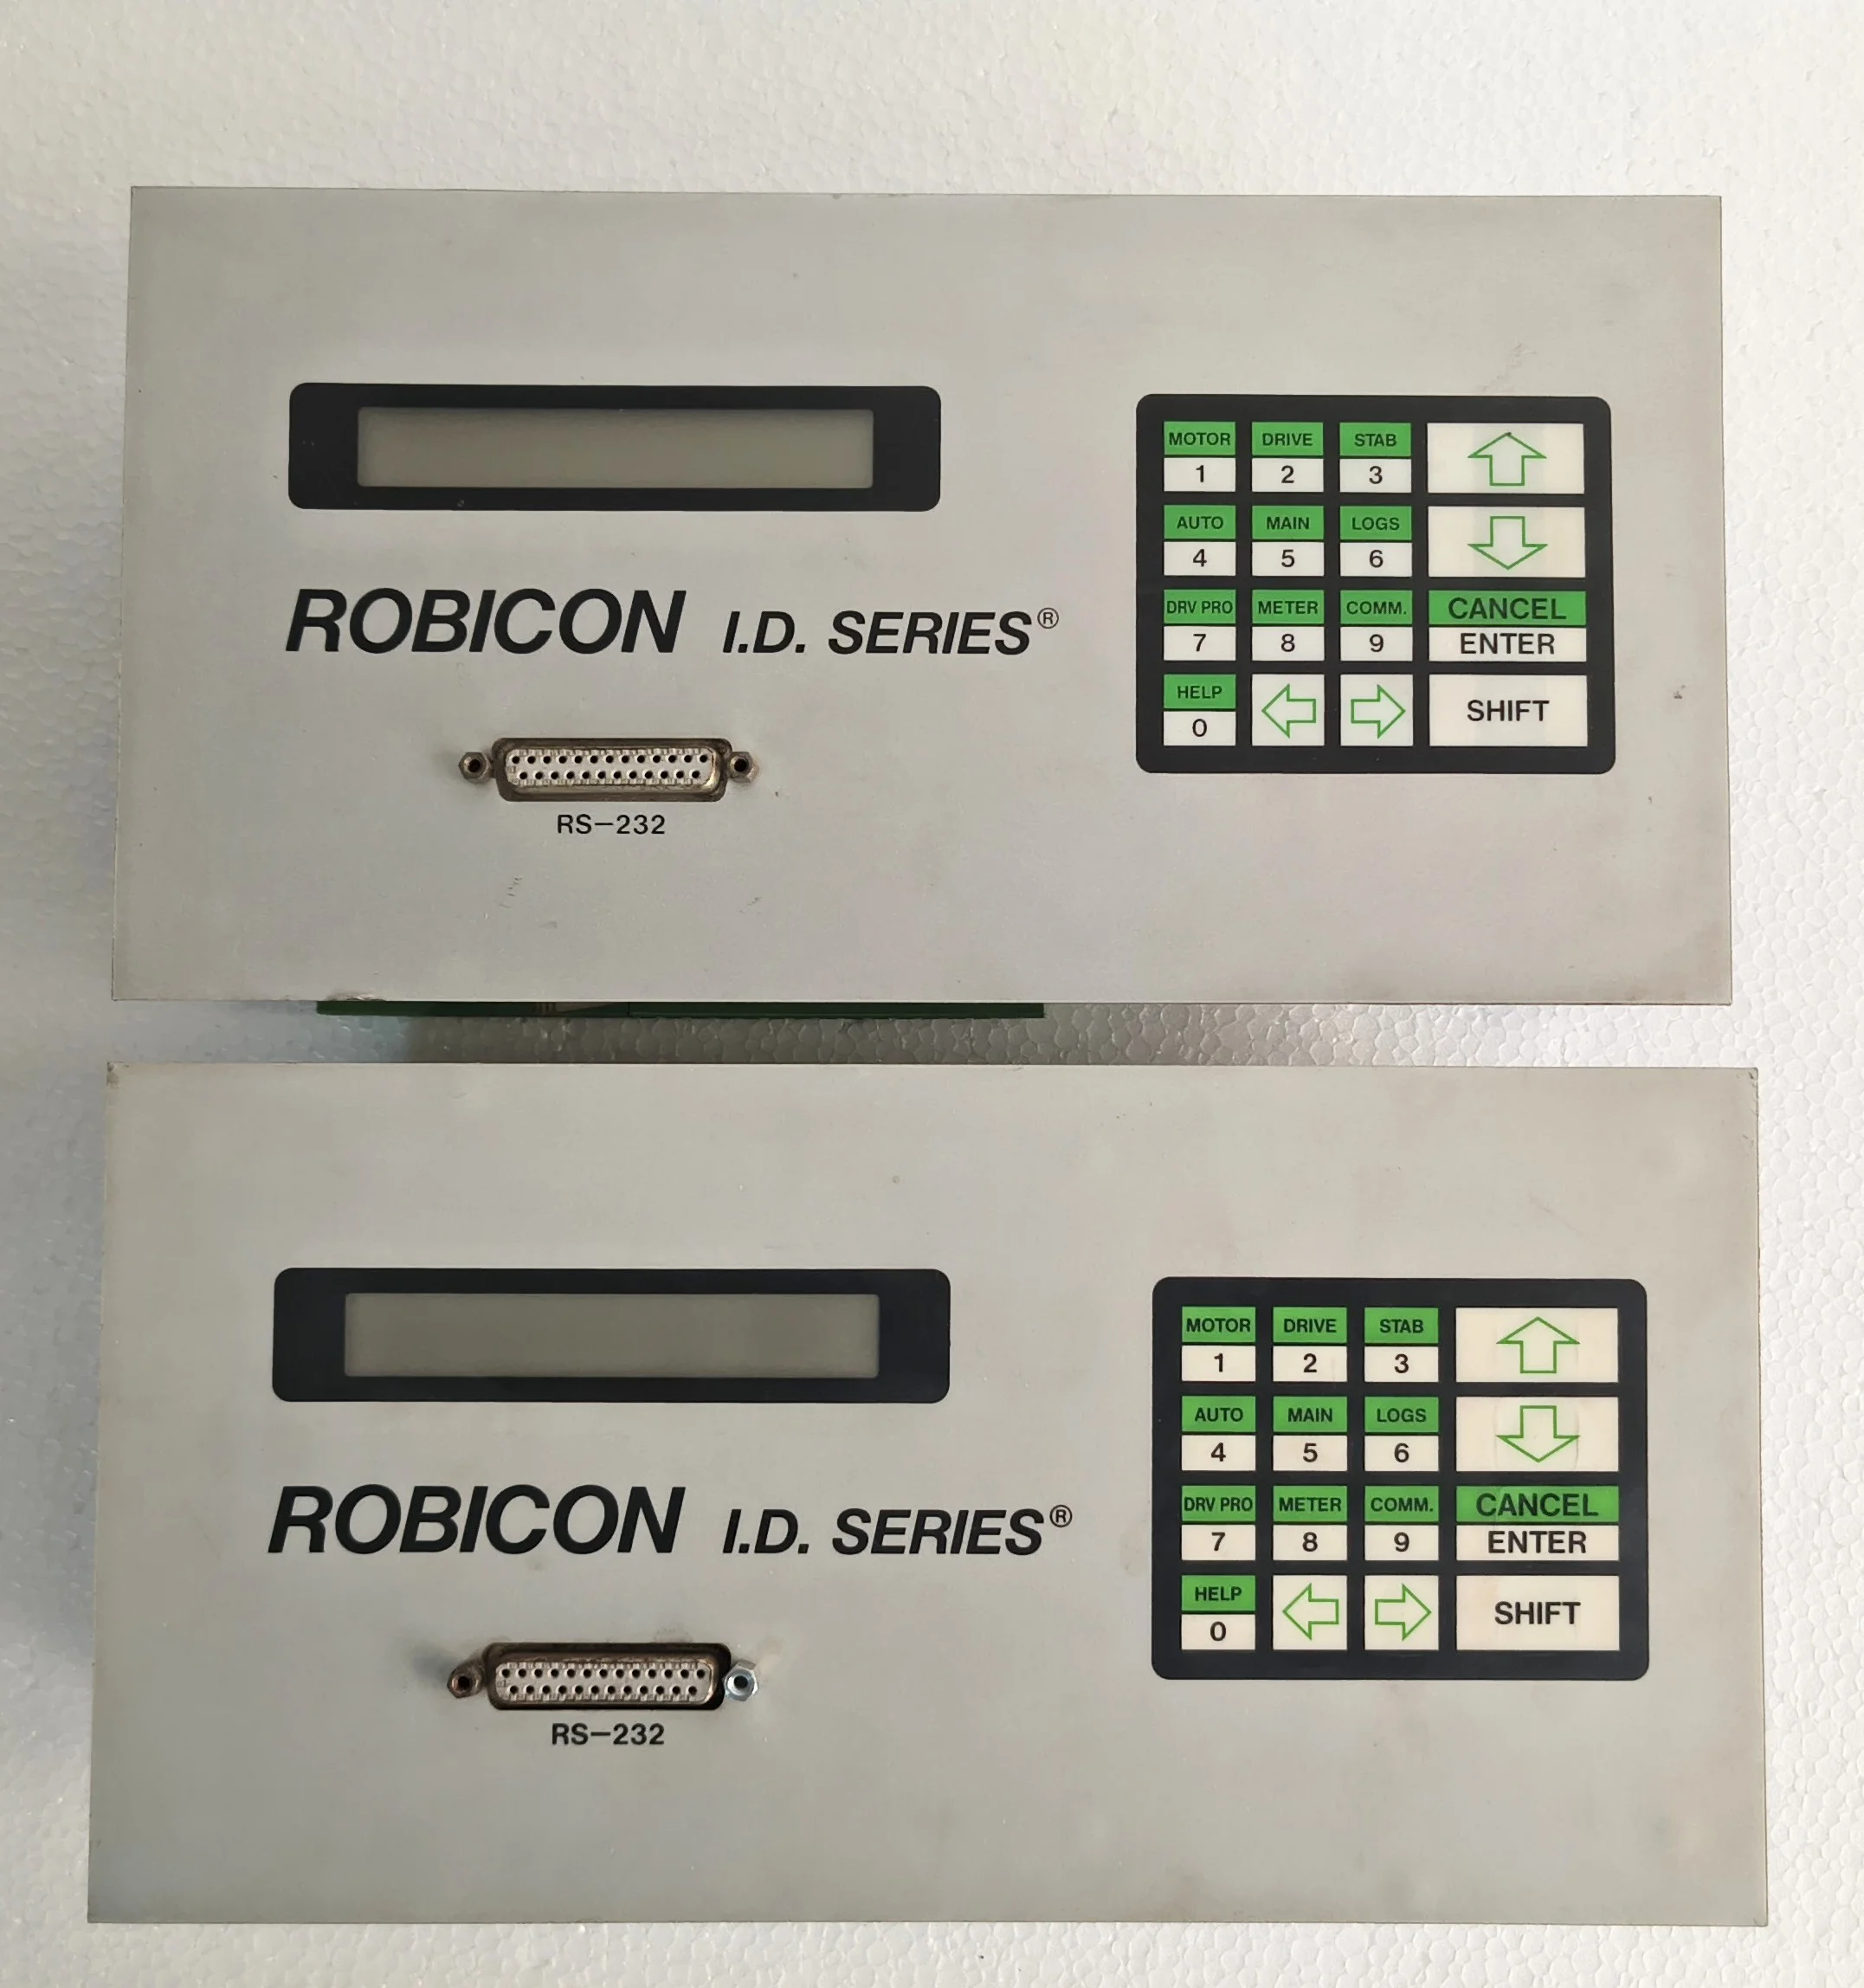 MOTOR DRIVE STAB
1 2 3
AUTO MAIN LOGS
4 5 6
ROBICON I.D. SERIES®
DRV PRO METER COMM. CANCEL
7 8 9 ENTER
HELP
0 SHIFT
RS-232
MOTOR DRIVE STAB
1 2 3
AUTO MAIN LOGS
4 5 6
ROBICON I.D. SERIES®
DRV PRO METER COMM. CANCEL
7 8 9 ENTER
HELP
0 SHIFT
RS-232